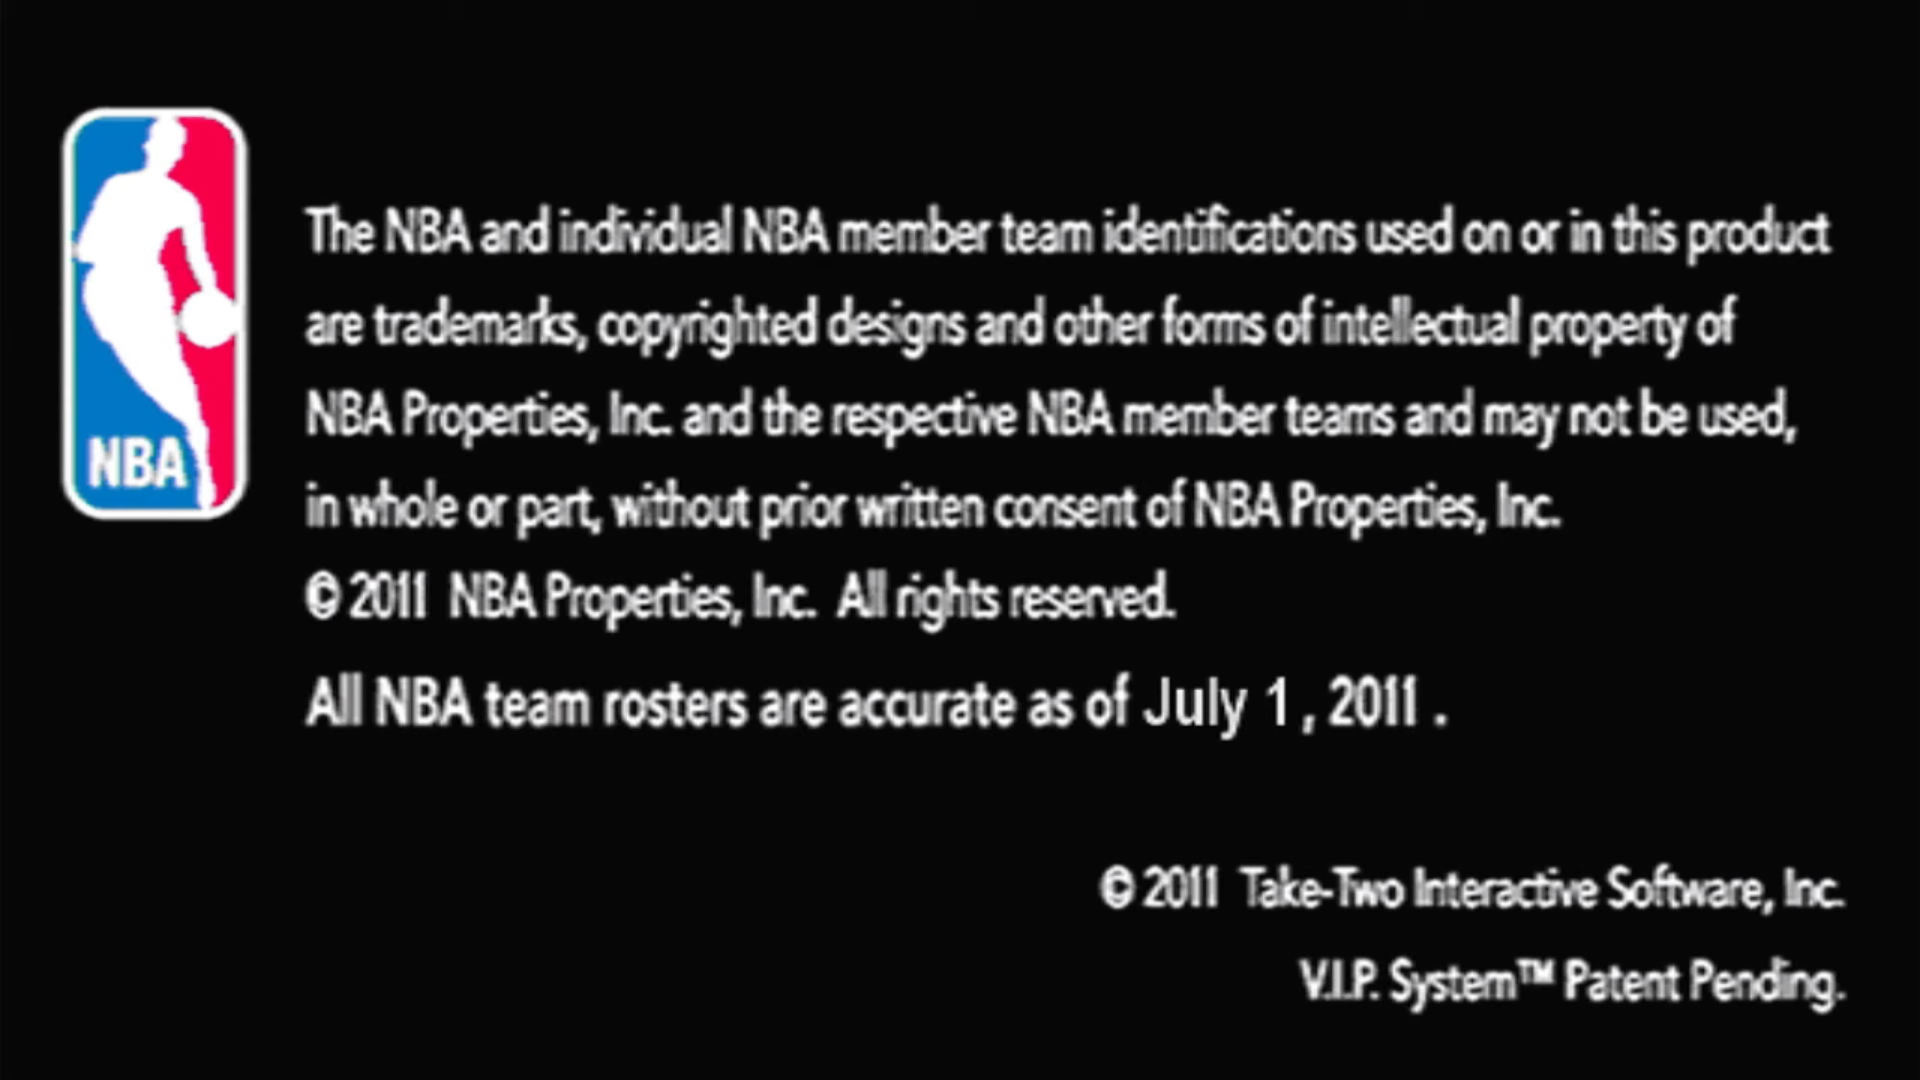 NBA
The NBA and individual NBA member team identifications used on or in this product
are trademarks, copyrighted designs and other forms of intellectual property of
NBA Properties, Inc. and the respective NBA member teams and may not be used,
in whole or part, without prior written consent of NBA Properties, Inc.
© 2011 NBA Properties, Inc. All rights reserved.
All NBA team rosters are accurate as of July 1 , 2011 .
© 2011 Take-Two Interactive Software, Inc.
V.I.P. System™ Patent Pending.